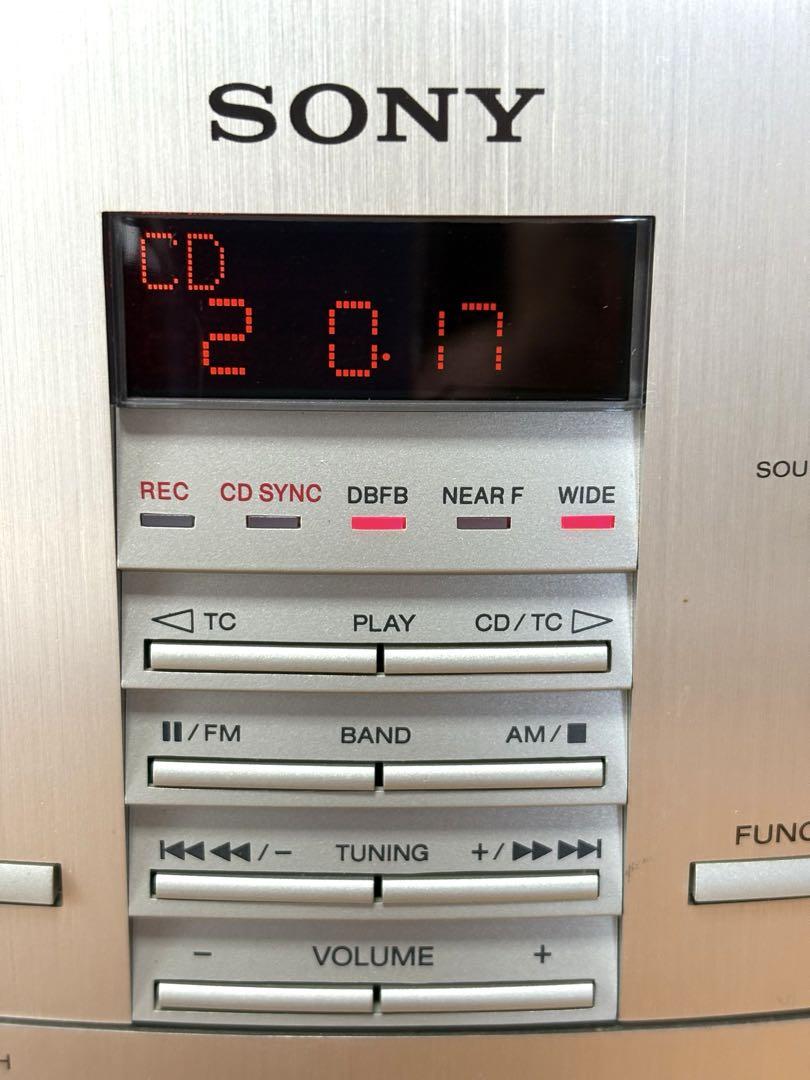 SONY
CD
2 0.17
SOU
REC CD SYNC DBFB NEAR F WIDE
◁ TC PLAY CD/TC ▷
⏸/FM BAND AM/■
FUNC
⏮◀◀/− TUNING +/▶▶⏭
− VOLUME +
H